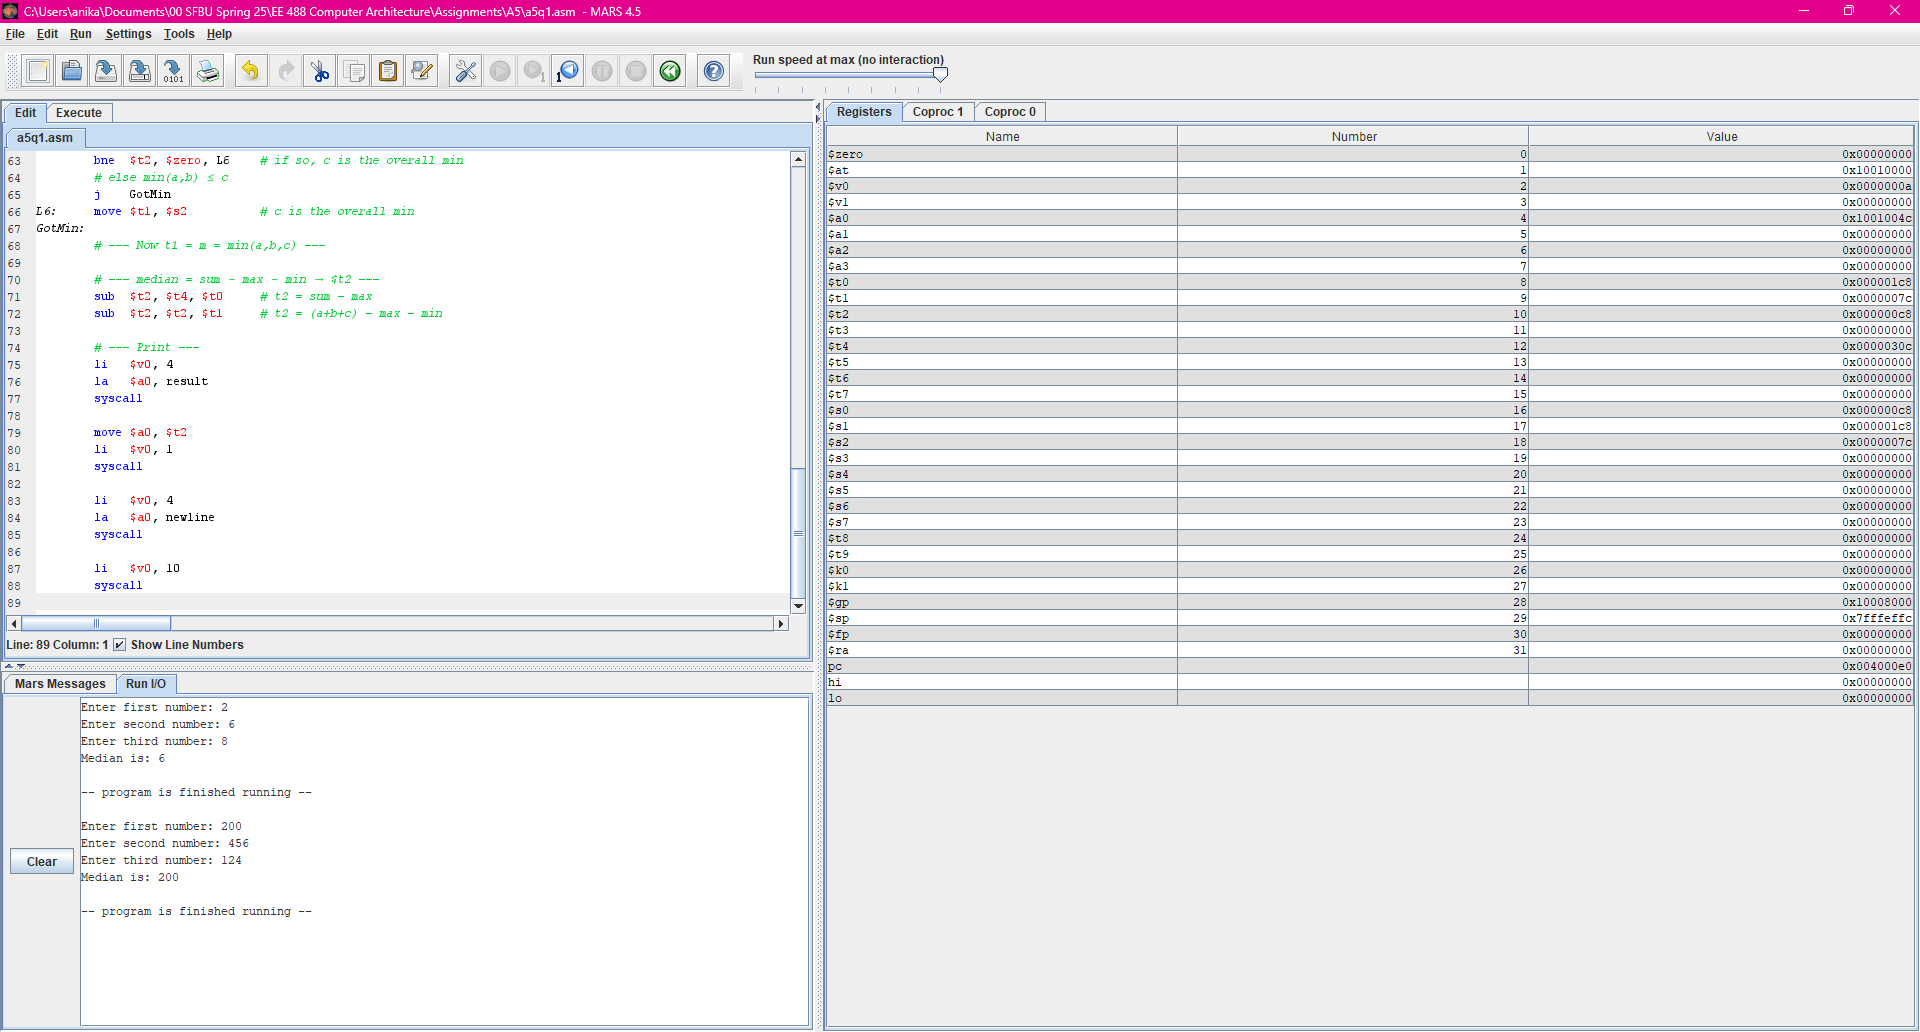 C:\Users\anika\Documents\00 SFBU Spring 25\EE 488 Computer Architecture\Assignments\A5\a5q1.asm - MARS 4.5
File Edit Run Settings Tools Help
Run speed at max (no interaction)
Edit Execute
a5q1.asm
63 bne $t2, $zero, L6 # if so, c is the overall min
64 # else min(a,b) ≤ c
65 j GotMin
66 L6: move $t1, $s2 # c is the overall min
67 GotMin:
68 # --- Now t1 = m = min(a,b,c) ---
69
70 # --- median = sum - max - min → $t2 ---
71 sub $t2, $t4, $t0 # t2 = sum - max
72 sub $t2, $t2, $t1 # t2 = (a+b+c) - max - min
73
74 # --- Print ---
75 li $v0, 4
76 la $a0, result
77 syscall
78
79 move $a0, $t2
80 li $v0, 1
81 syscall
82
83 li $v0, 4
84 la $a0, newline
85 syscall
86
87 li $v0, 10
88 syscall
89
Line: 89 Column: 1 Show Line Numbers
Mars Messages Run I/O
Enter first number: 2
Enter second number: 6
Enter third number: 8
Median is: 6
-- program is finished running --
Enter first number: 200
Enter second number: 456
Enter third number: 124
Median is: 200
-- program is finished running --
Clear
Registers Coproc 1 Coproc 0
Name Number Value
$zero 0 0x00000000
$at 1 0x10010000
$v0 2 0x0000000a
$v1 3 0x00000000
$a0 4 0x1001004c
$a1 5 0x00000000
$a2 6 0x00000000
$a3 7 0x00000000
$t0 8 0x000001c8
$t1 9 0x0000007c
$t2 10 0x000000c8
$t3 11 0x00000000
$t4 12 0x0000030c
$t5 13 0x00000000
$t6 14 0x00000000
$t7 15 0x00000000
$s0 16 0x000000c8
$s1 17 0x000001c8
$s2 18 0x0000007c
$s3 19 0x00000000
$s4 20 0x00000000
$s5 21 0x00000000
$s6 22 0x00000000
$s7 23 0x00000000
$t8 24 0x00000000
$t9 25 0x00000000
$k0 26 0x00000000
$k1 27 0x00000000
$gp 28 0x10008000
$sp 29 0x7fffeffc
$fp 30 0x00000000
$ra 31 0x00000000
pc 0x004000e0
hi 0x00000000
lo 0x00000000